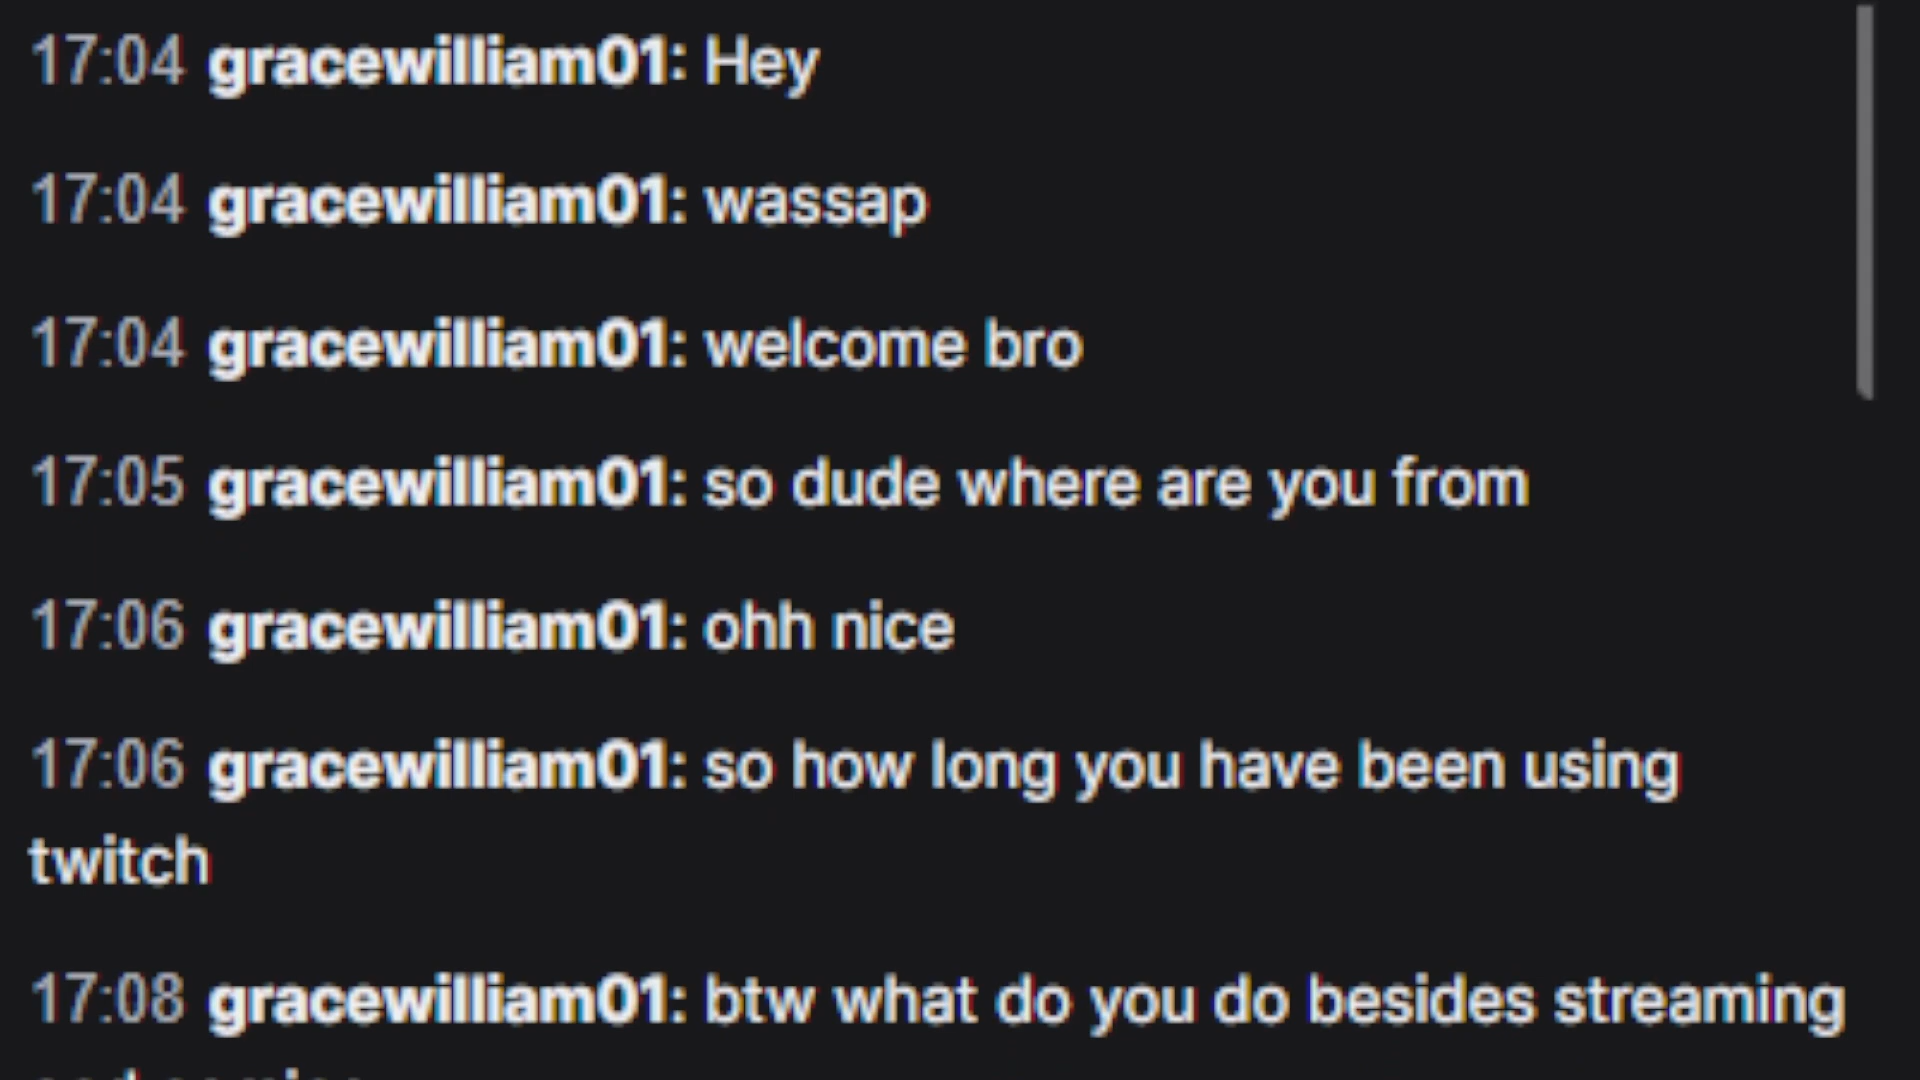 17:04 gracewilliam01: Hey
17:04 gracewilliam01: wassap
17:04 gracewilliam01: welcome bro
17:05 gracewilliam01: so dude where are you from
17:06 gracewilliam01: ohh nice
17:06 gracewilliam01: so how long you have been using
twitch
17:08 gracewilliam01: btw what do you do besides streaming